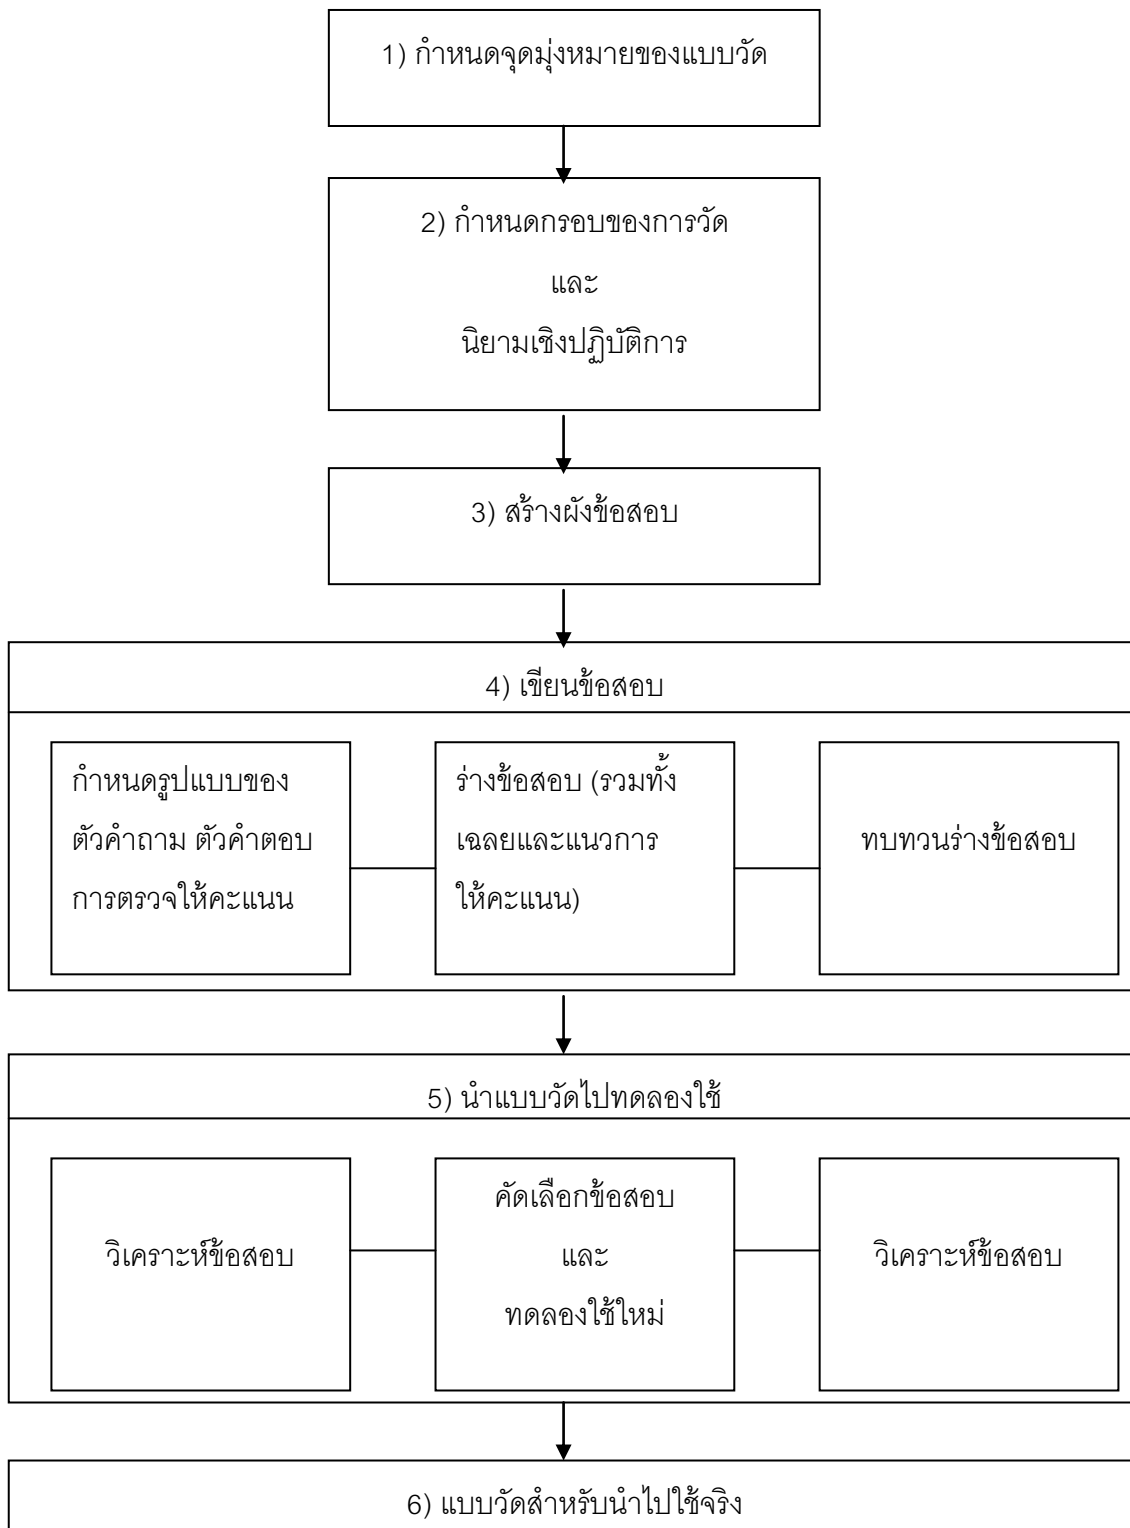 1) กำหนดจุดมุ่งหมายของแบบวัด
2) กำหนดกรอบของการวัด
และ
นิยามเชิงปฏิบัติการ
3) สร้างผังข้อสอบ
4) เขียนข้อสอบ
กำหนดรูปแบบของ
ตัวคำถาม ตัวคำตอบ
การตรวจให้คะแนน
ร่างข้อสอบ (รวมทั้ง
เฉลยและแนวการ
ให้คะแนน)
ทบทวนร่างข้อสอบ
5) นำแบบวัดไปทดลองใช้
วิเคราะห์ข้อสอบ
คัดเลือกข้อสอบ
และ
ทดลองใช้ใหม่
วิเคราะห์ข้อสอบ
6) แบบวัดสำหรับนำไปใช้จริง